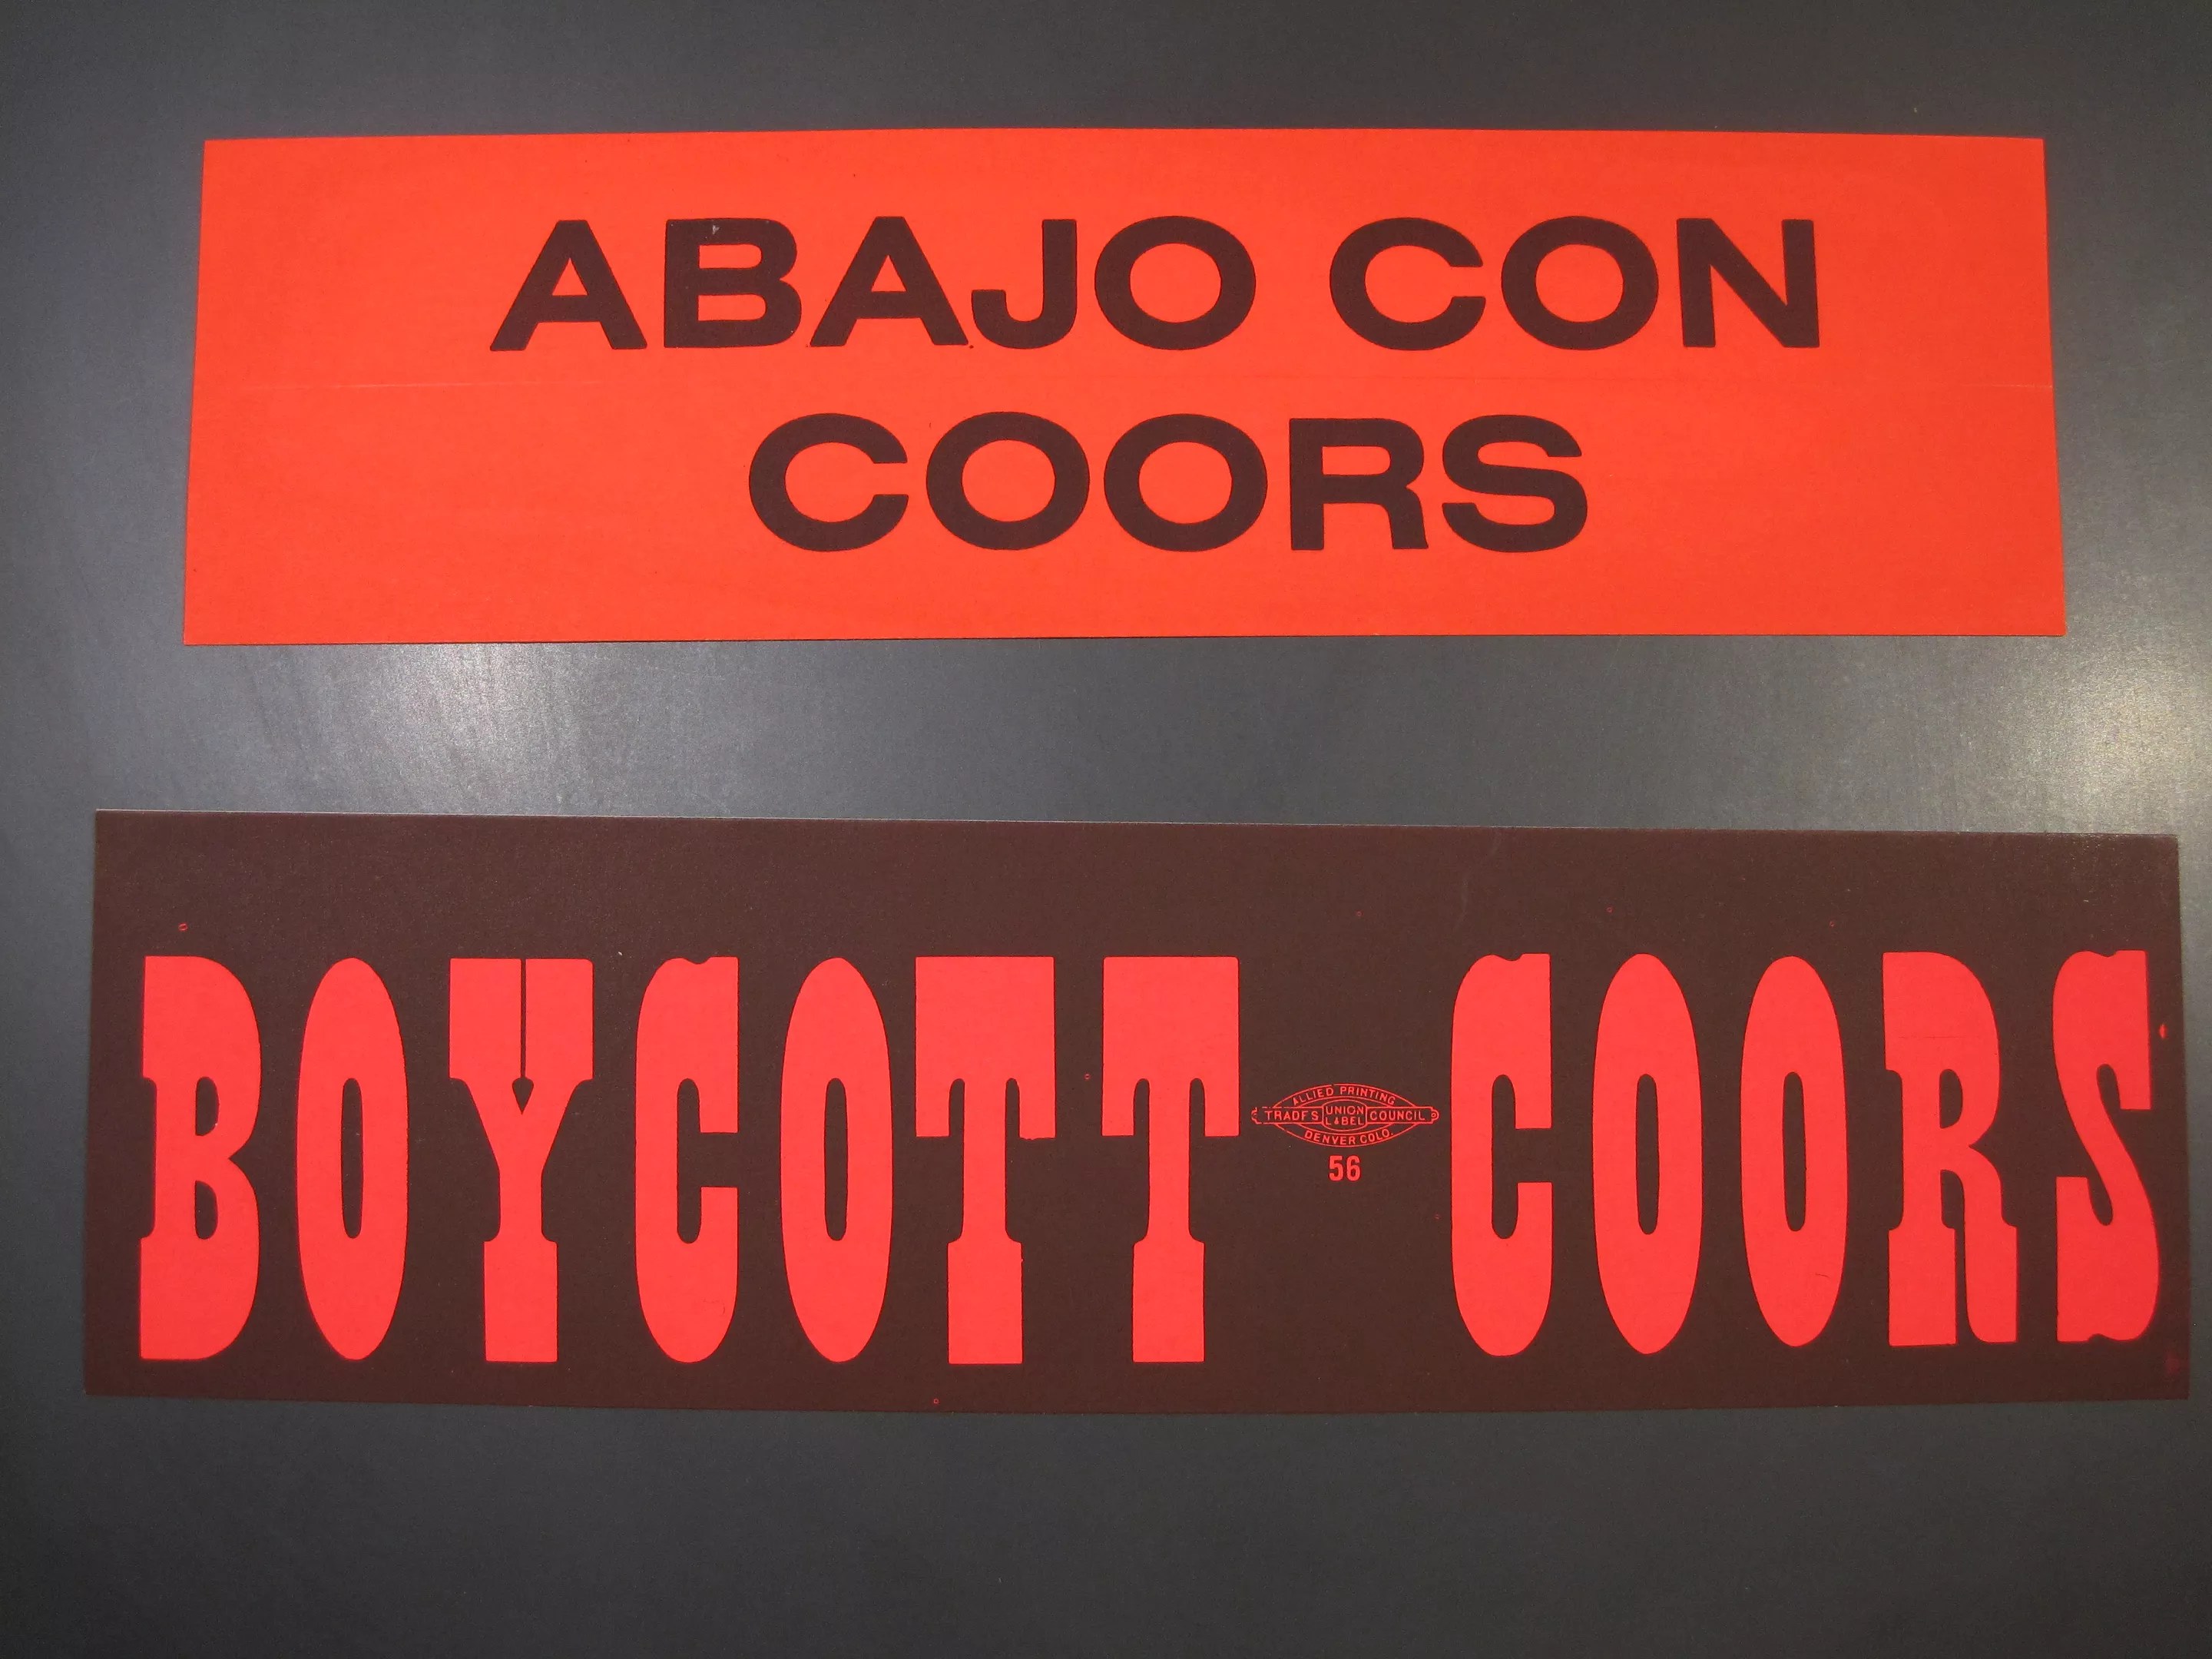 ABAJO CON
COORS
BOYCOTT COORS
ALLIED PRINTING
TRADES UNION LABEL COUNCIL
DENVER COLO.
56